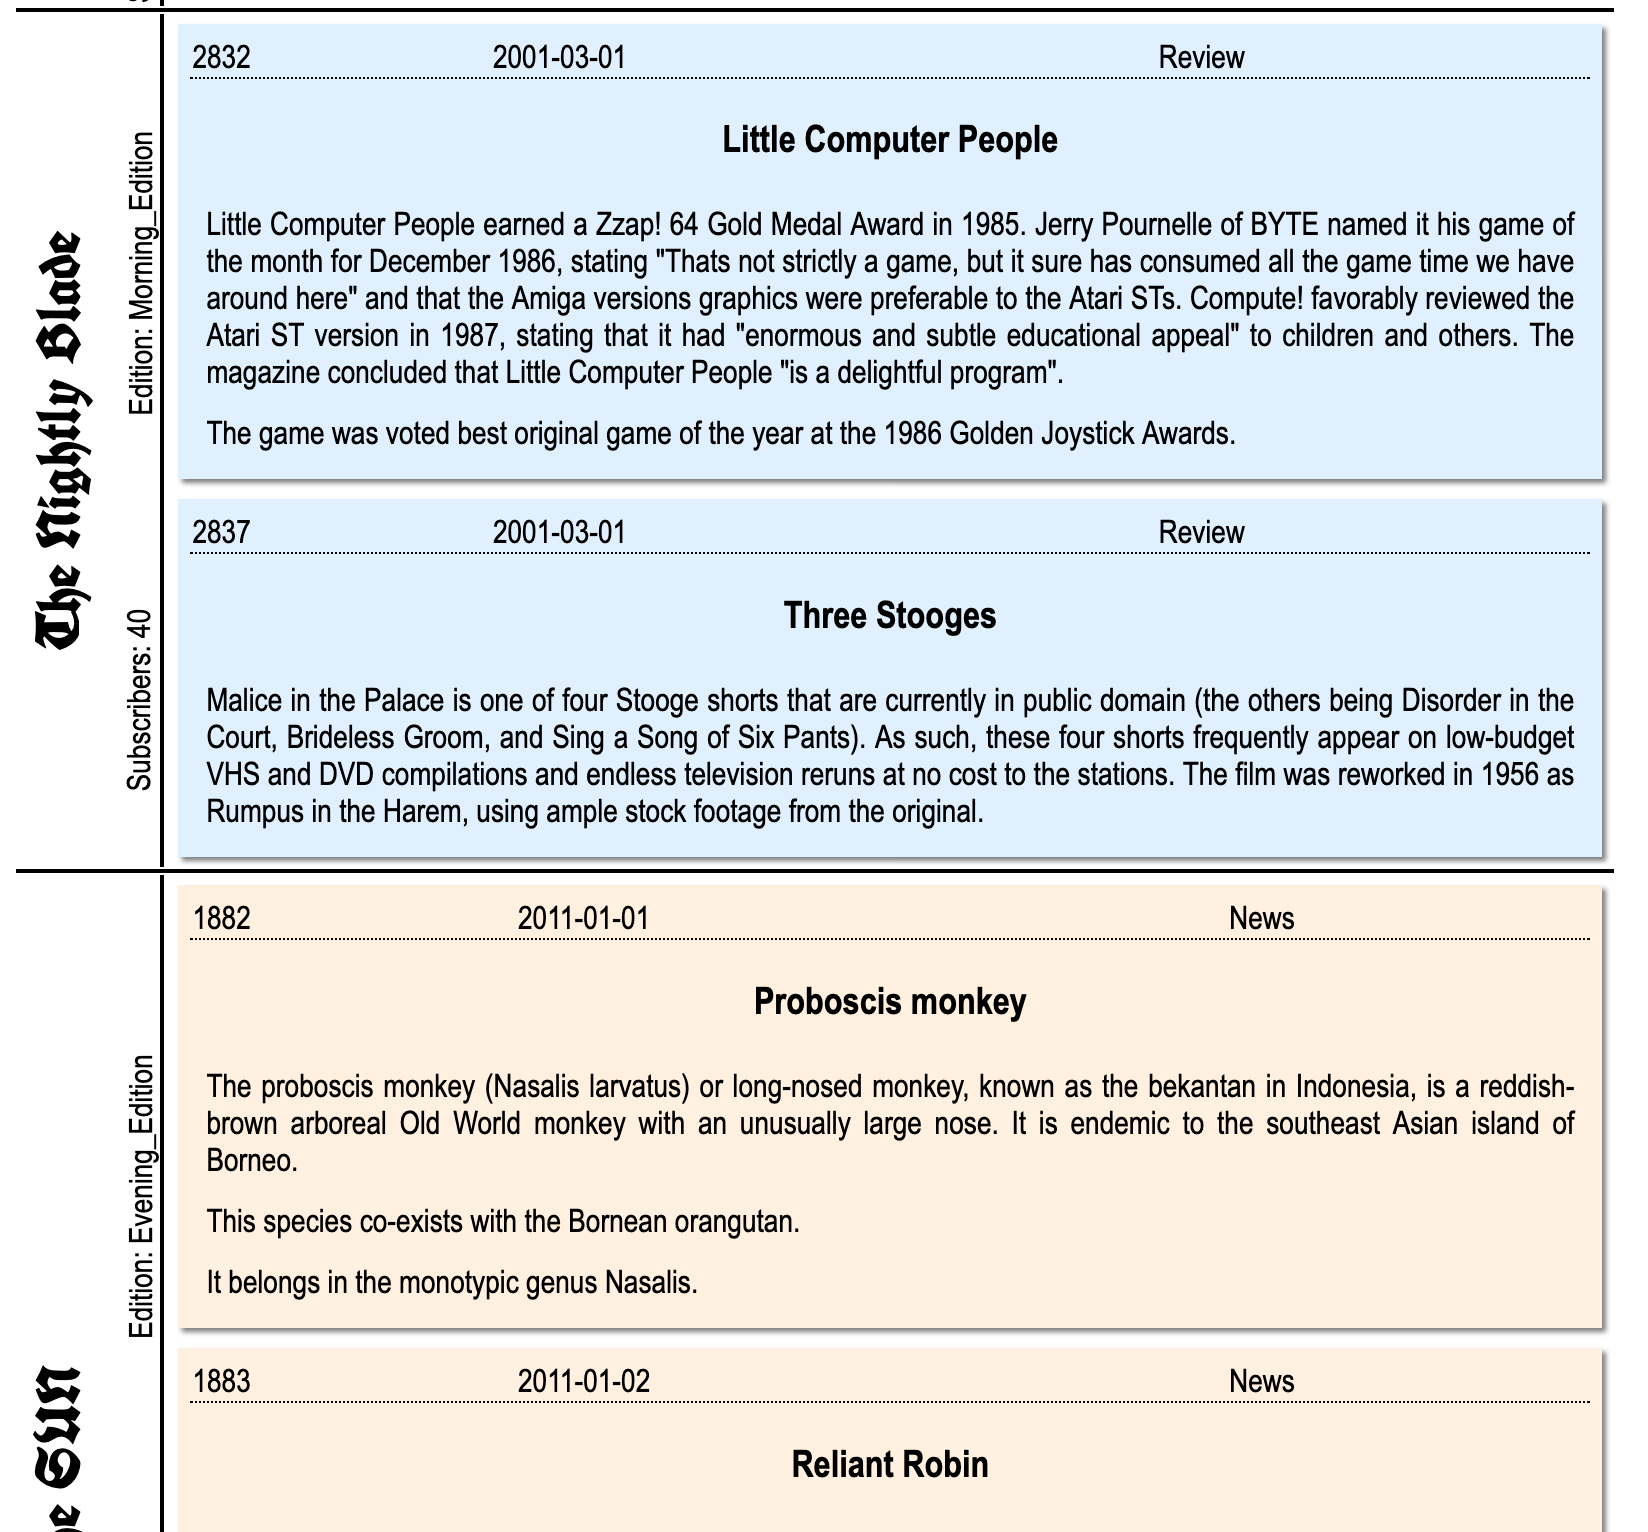 The Nightly Blade
Edition: Morning_Edition
Subscribers: 40
2832 2001-03-01 Review
Little Computer People
Little Computer People earned a Zzap! 64 Gold Medal Award in 1985. Jerry Pournelle of BYTE named it his game of
the month for December 1986, stating "Thats not strictly a game, but it sure has consumed all the game time we have
around here" and that the Amiga versions graphics were preferable to the Atari STs. Compute! favorably reviewed the
Atari ST version in 1987, stating that it had "enormous and subtle educational appeal" to children and others. The
magazine concluded that Little Computer People "is a delightful program".
The game was voted best original game of the year at the 1986 Golden Joystick Awards.
2837 2001-03-01 Review
Three Stooges
Malice in the Palace is one of four Stooge shorts that are currently in public domain (the others being Disorder in the
Court, Brideless Groom, and Sing a Song of Six Pants). As such, these four shorts frequently appear on low-budget
VHS and DVD compilations and endless television reruns at no cost to the stations. The film was reworked in 1956 as
Rumpus in the Harem, using ample stock footage from the original.
Sun
Edition: Evening_Edition
1882 2011-01-01 News
Proboscis monkey
The proboscis monkey (Nasalis larvatus) or long-nosed monkey, known as the bekantan in Indonesia, is a reddish-
brown arboreal Old World monkey with an unusually large nose. It is endemic to the southeast Asian island of
Borneo.
This species co-exists with the Bornean orangutan.
It belongs in the monotypic genus Nasalis.
1883 2011-01-02 News
Reliant Robin